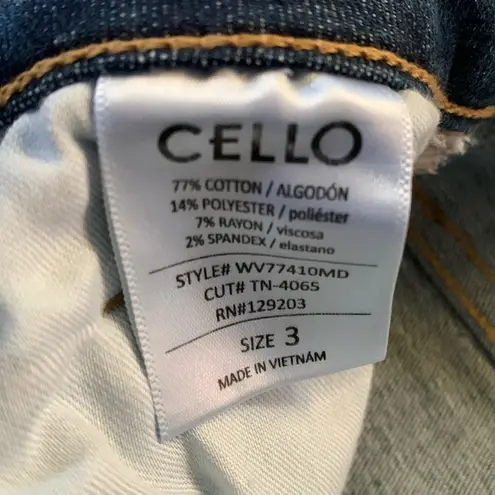 CELLO
77% COTTON / ALGODÓN
14% POLYESTER / poliéster
7% RAYON / viscosa
2% SPANDEX / elastano
STYLE# WV77410MD
CUT# TN-4065
RN#129203
SIZE 3
MADE IN VIETNÁM